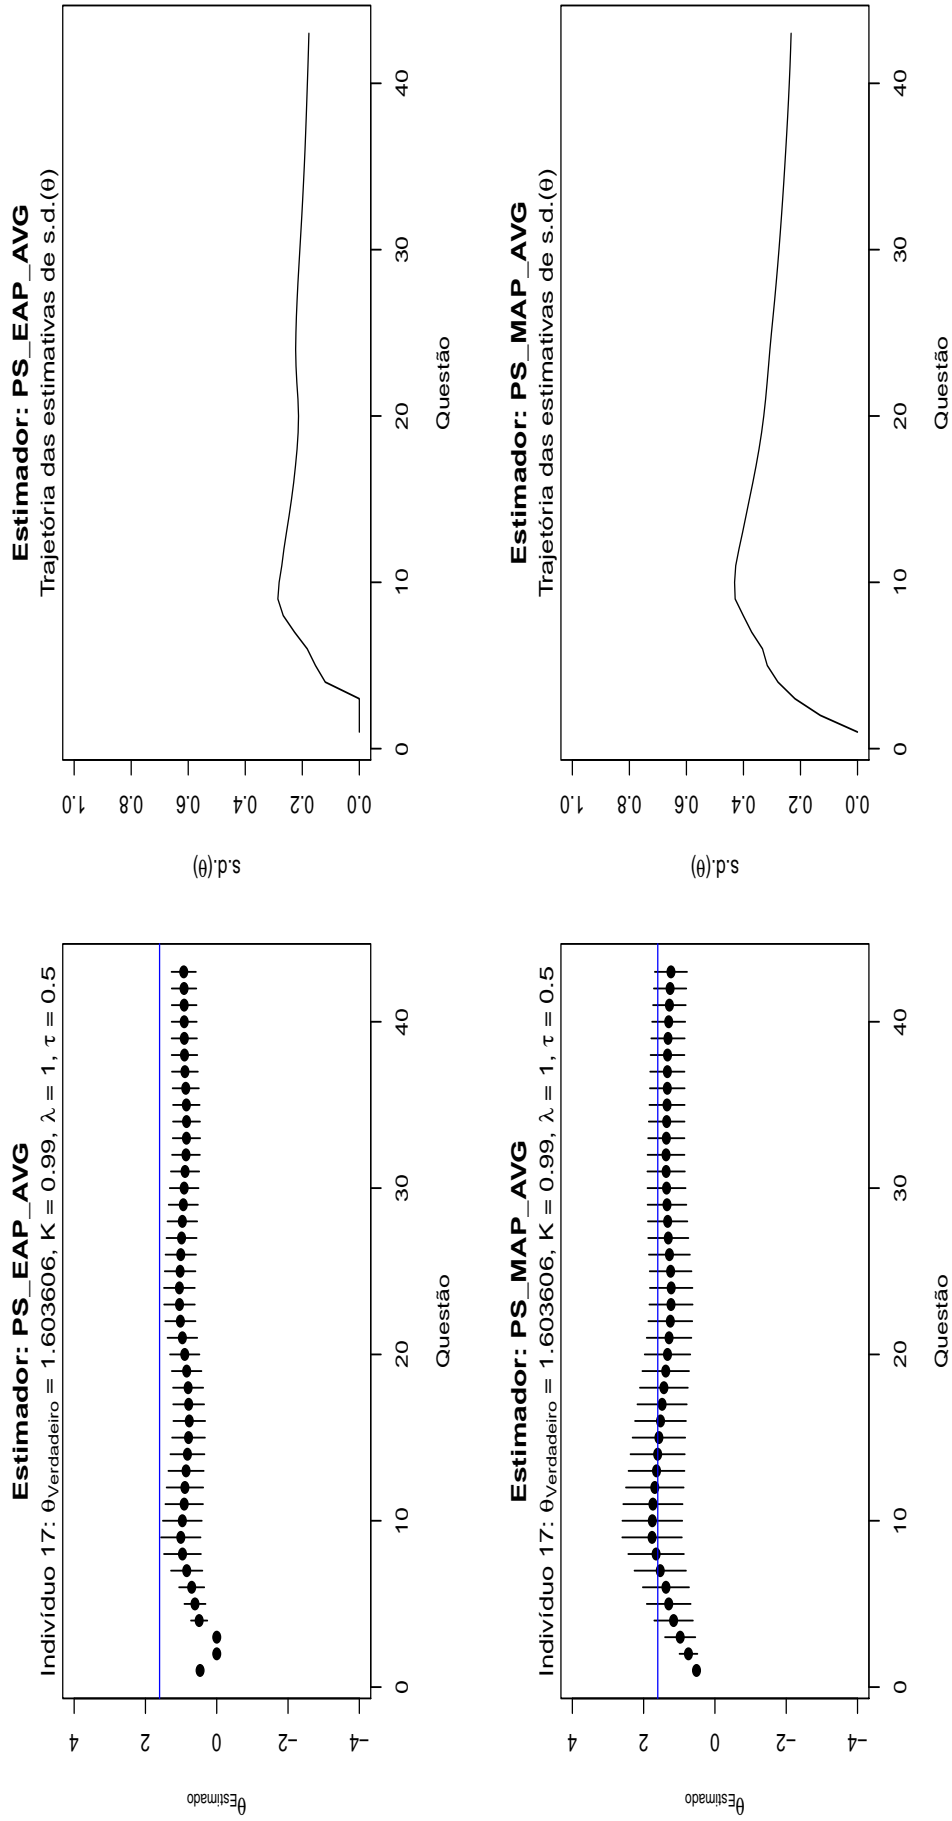 Estimador: PS_EAP_AVG
Indivíduo 17: θVerdadeiro = 1.603606, K = 0.99, λ = 1, τ = 0.5
θEstimado
4
2
0
−2
−4
0 10 20 30 40
Questão
Estimador: PS_EAP_AVG
Trajetória das estimativas de s.d.(θ)
s.d.(θ)
1.0
0.8
0.6
0.4
0.2
0.0
0 10 20 30 40
Questão
Estimador: PS_MAP_AVG
Indivíduo 17: θVerdadeiro = 1.603606, K = 0.99, λ = 1, τ = 0.5
θEstimado
4
2
0
−2
−4
0 10 20 30 40
Questão
Estimador: PS_MAP_AVG
Trajetória das estimativas de s.d.(θ)
s.d.(θ)
1.0
0.8
0.6
0.4
0.2
0.0
0 10 20 30 40
Questão